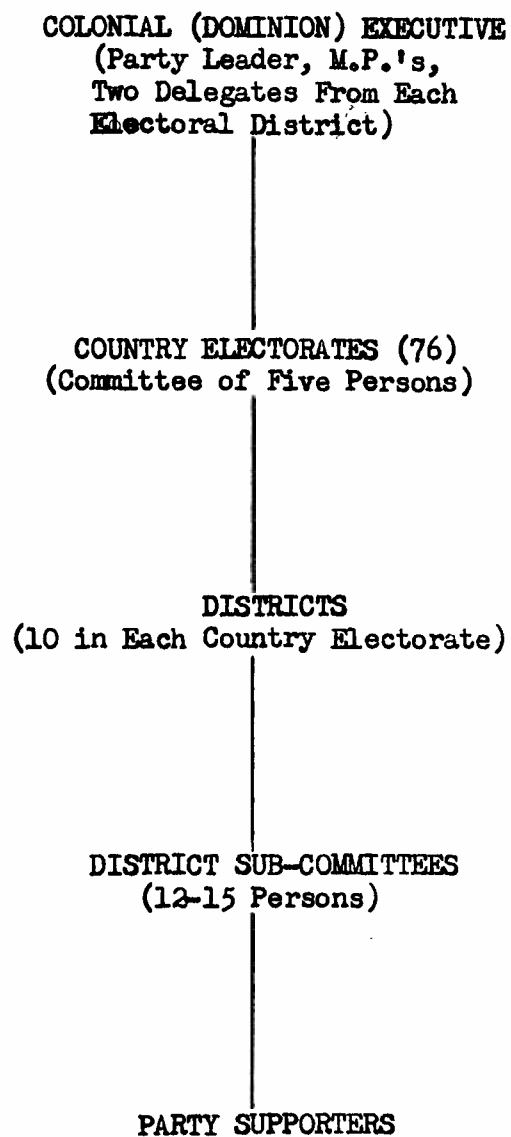 COLONIAL (DOMINION) EXECUTIVE
(Party Leader, M.P.'s,
Two Delegates From Each
Electoral District)
COUNTRY ELECTORATES (76)
(Committee of Five Persons)
DISTRICTS
(10 in Each Country Electorate)
DISTRICT SUB-COMMITTEES
(12-15 Persons)
PARTY SUPPORTERS